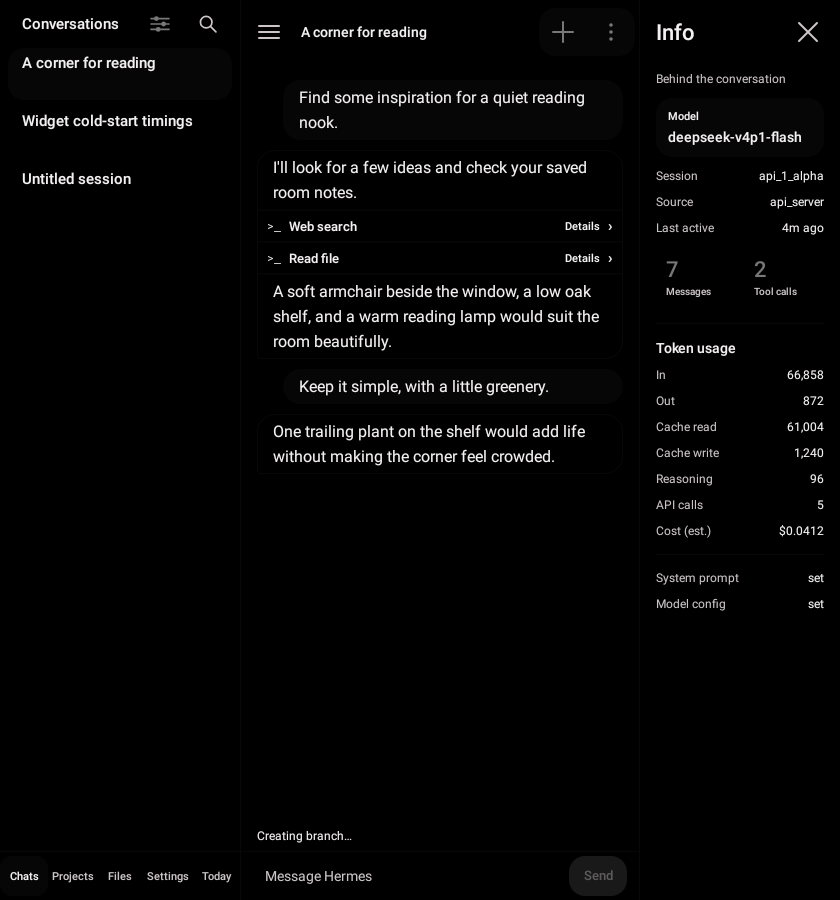 Conversations
A corner for reading
Widget cold-start timings
Untitled session
Chats
Projects
Files
Settings
Today
A corner for reading
Find some inspiration for a quiet reading
nook.
I'll look for a few ideas and check your saved
room notes.
>_ Web search Details ›
>_ Read file Details ›
A soft armchair beside the window, a low oak
shelf, and a warm reading lamp would suit the
room beautifully.
Keep it simple, with a little greenery.
One trailing plant on the shelf would add life
without making the corner feel crowded.
Creating branch…
Message Hermes
Send
Info
Behind the conversation
Model
deepseek-v4p1-flash
Session api_1_alpha
Source api_server
Last active 4m ago
7 2
Messages Tool calls
Token usage
In 66,858
Out 872
Cache read 61,004
Cache write 1,240
Reasoning 96
API calls 5
Cost (est.) $0.0412
System prompt set
Model config set